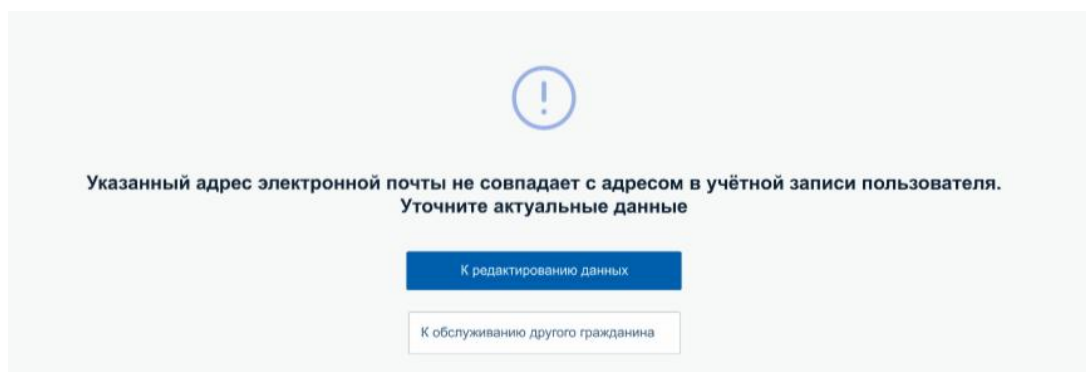 Указанный адрес электронной почты не совпадает с адресом в учётной записи пользователя.
Уточните актуальные данные
К редактированию данных
К обслуживанию другого гражданина